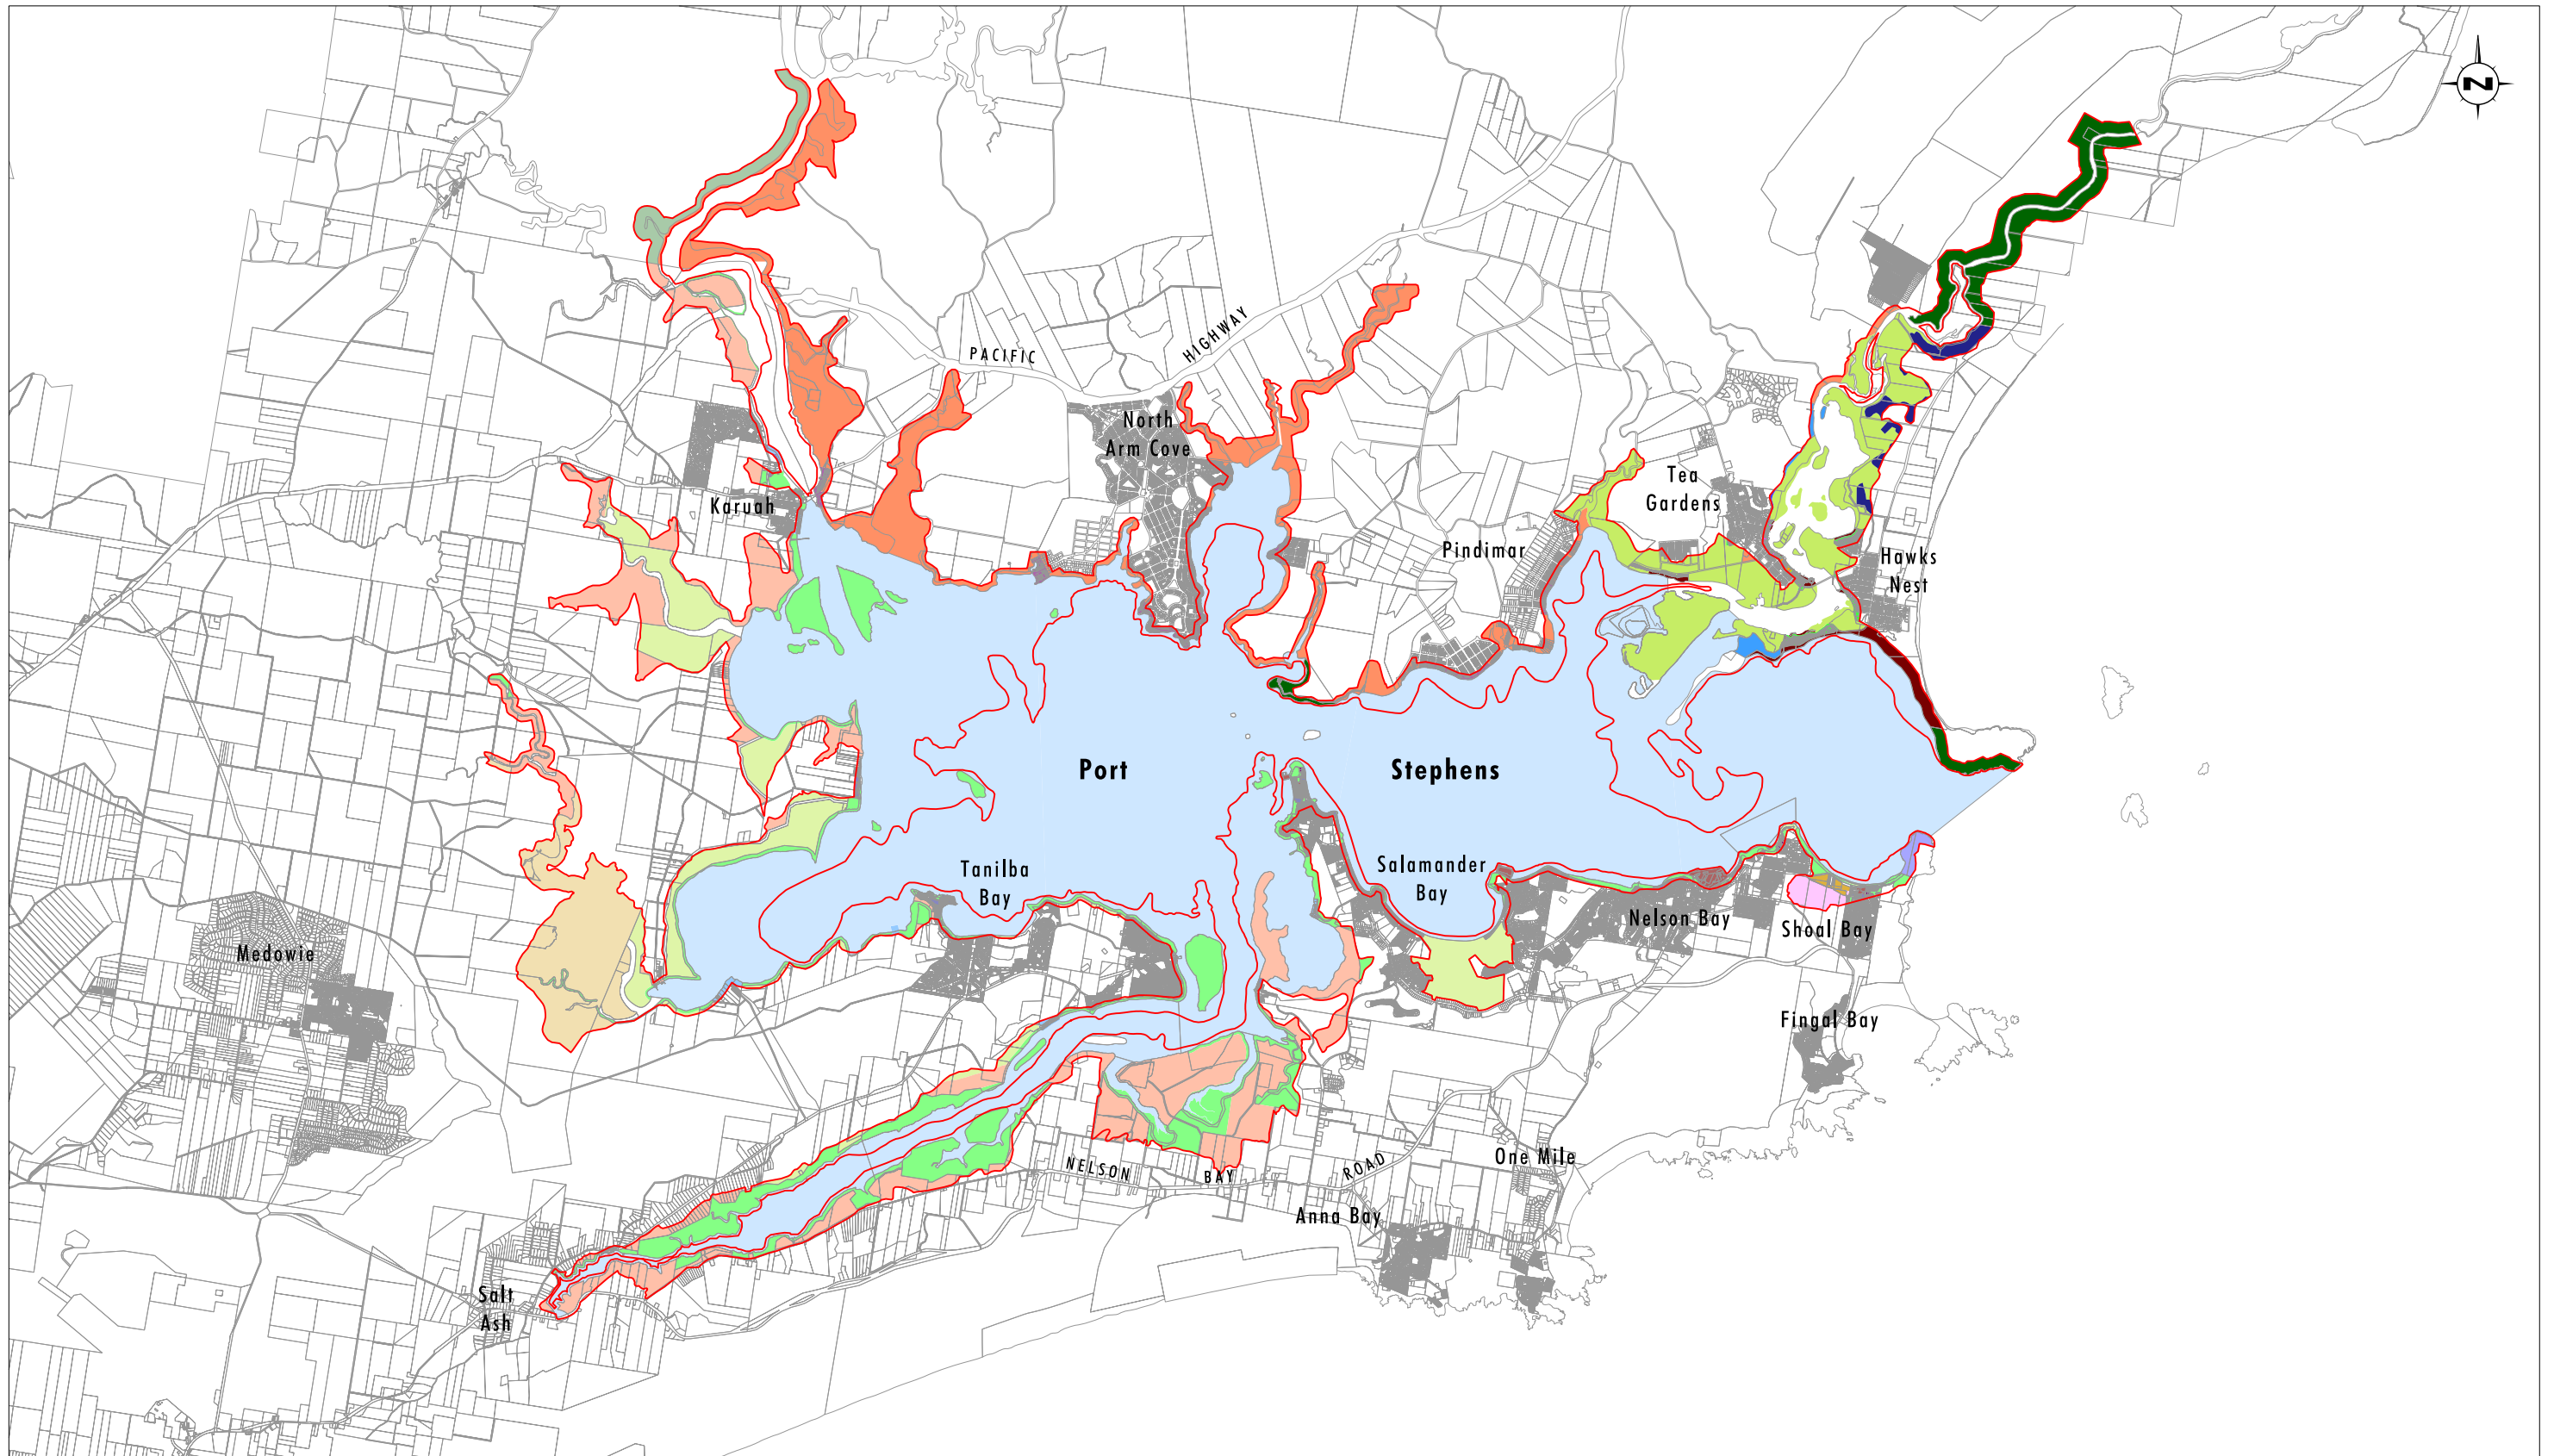 N
PACIFIC
HIGHWAY
North
Arm Cove
Karuah
Tea
Gardens
Pindimar
Hawks
Nest
Port
Stephens
Tanilba
Bay
Salamander
Bay
Nelson Bay
Shoal Bay
Medowie
Fingal Bay
NELSON
BAY
ROAD
One Mile
Anna Bay
Salt
Ash